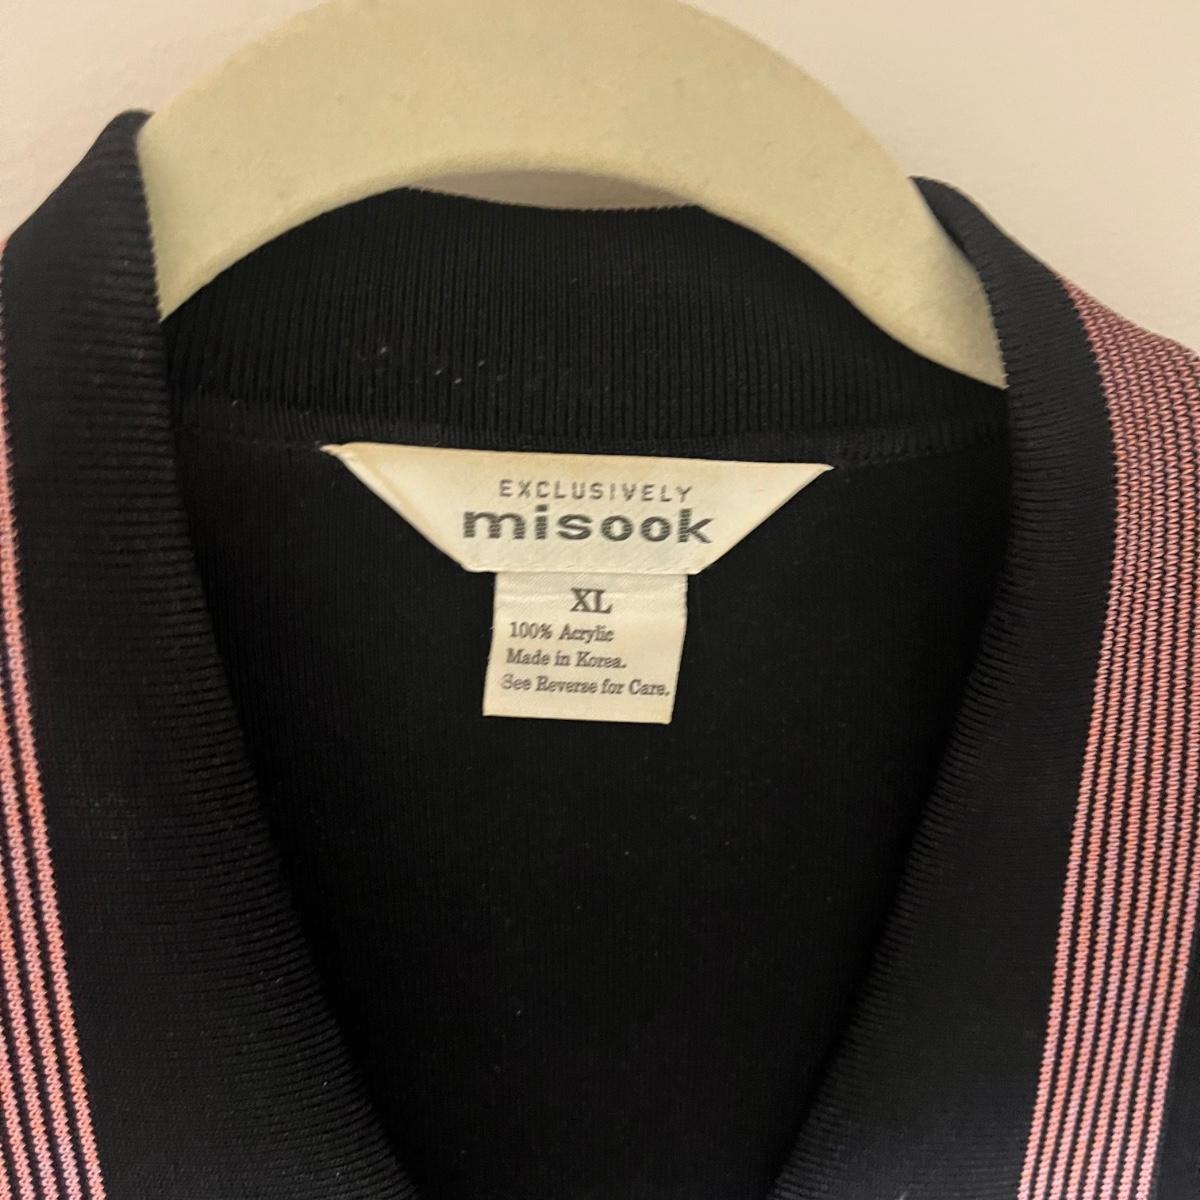 EXCLUSIVELY
misook
XL
100% Acrylic
Made in Korea.
See Reverse for Care.